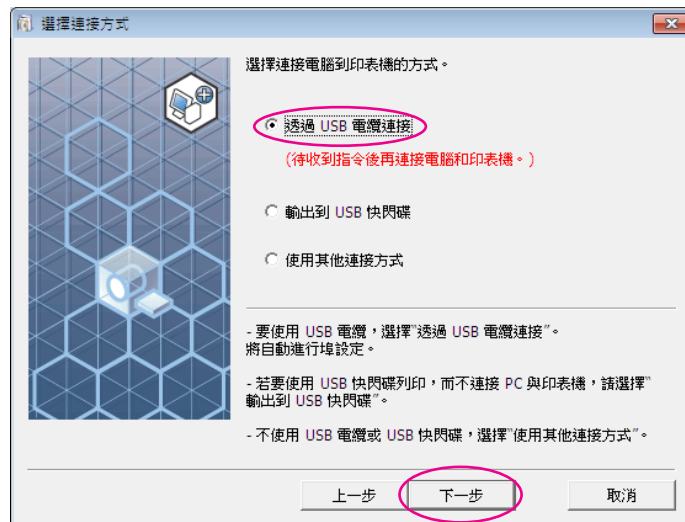 選擇連接方式
選擇連接電腦到印表機的方式。
透過 USB 電纜連接
(待收到指令後再連接電腦和印表機。)
輸出到 USB 快閃碟
使用其他連接方式
- 要使用 USB 電纜，選擇"透過 USB 電纜連接"。
將自動進行埠設定。
- 若要使用 USB 快閃碟列印，而不連接 PC 與印表機，請選擇"
輸出到 USB 快閃碟"。
- 不使用 USB 電纜或 USB 快閃碟，選擇"使用其他連接方式"。
上一步 下一步 取消